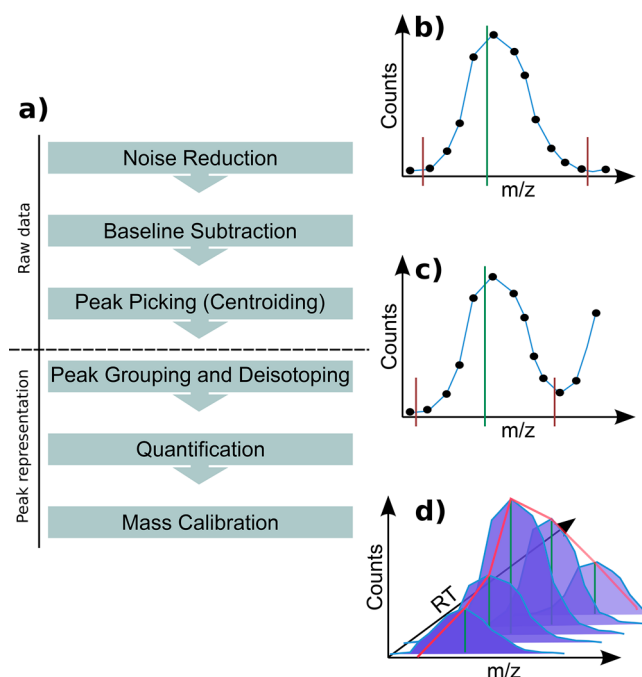 a)
Raw data
Noise Reduction
Baseline Subtraction
Peak Picking (Centroiding)
Peak representation
Peak Grouping and Deisotoping
Quantification
Mass Calibration
b)
Counts
m/z
c)
Counts
m/z
d)
Counts
RT
m/z